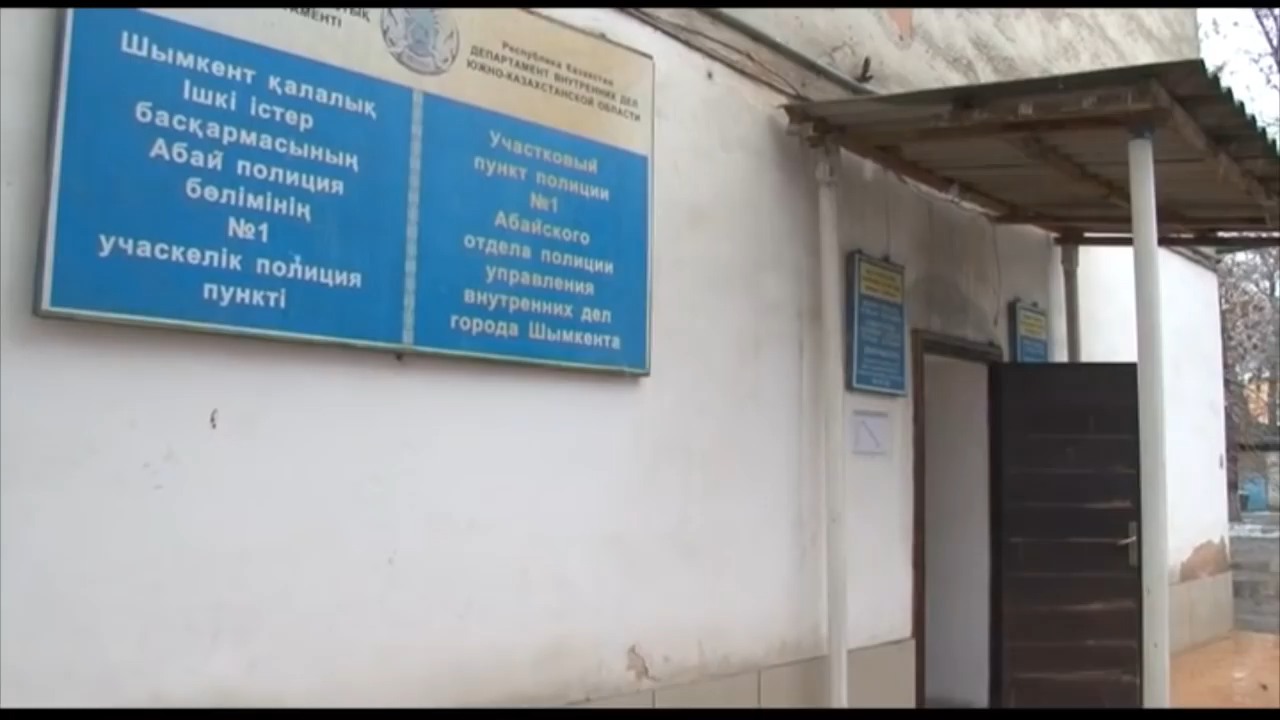 Шымкент қалалық
Ішкі істер
басқармасының
Абай полиция
бөлімінің
№1
учаскелік полиция
пункті
Республика Казахстан
ДЕПАРТАМЕНТ ВНУТРЕННИХ ДЕЛ
ЮЖНО-КАЗАХСТАНСКОЙ ОБЛАСТИ
Участковый
пункт полиции
№1
Абайского
отдела полиции
управления
внутренних дел
города Шымкента